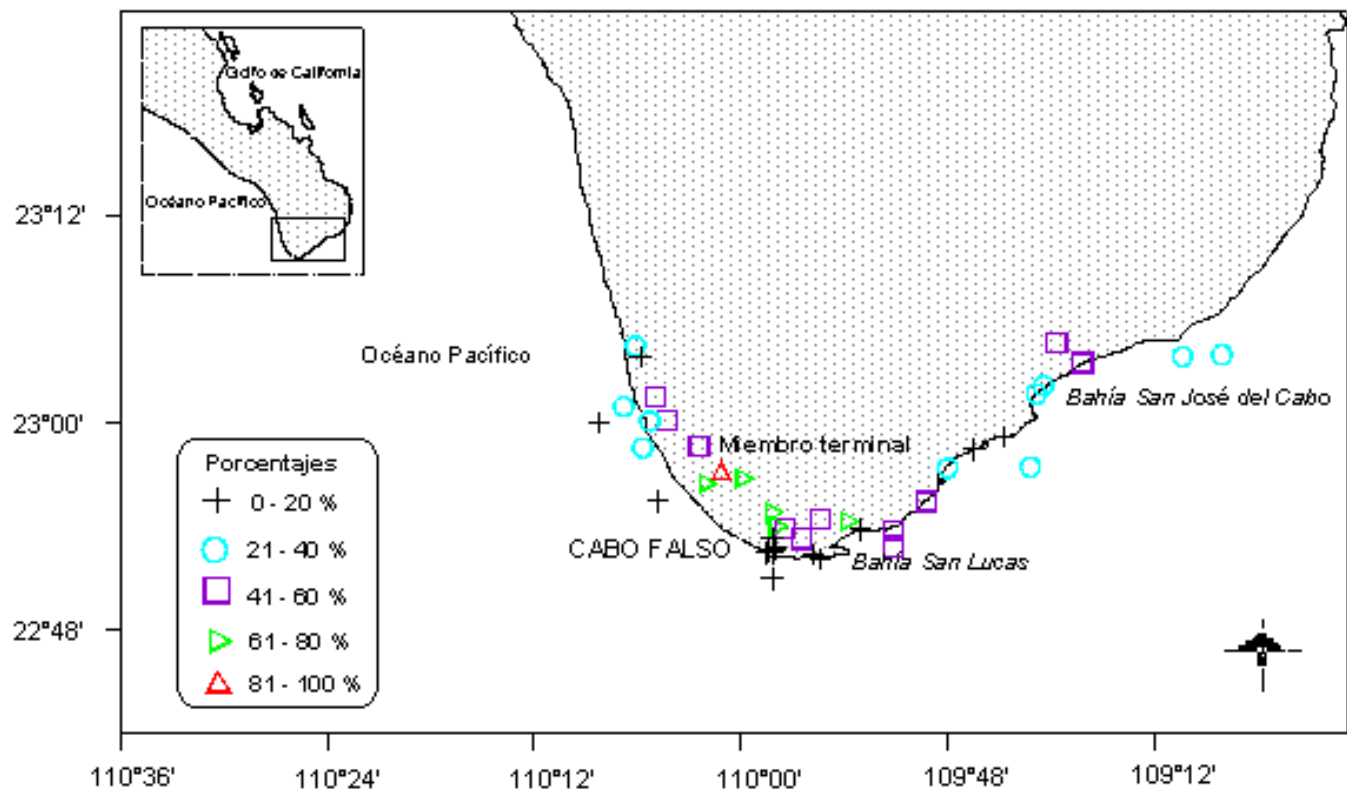 Golfo de California
Océano Pacífico
23°12'
Océano Pacífico
Bahía San José del Cabo
23°00'
Miembro terminal
Porcentajes
0 - 20 %
21 - 40 %
41 - 60 %
61 - 80 %
81 - 100 %
CABO FALSO
Bahía San Lucas
22°48'
110°36'
110°24'
110°12'
110°00'
109°48'
109°12'